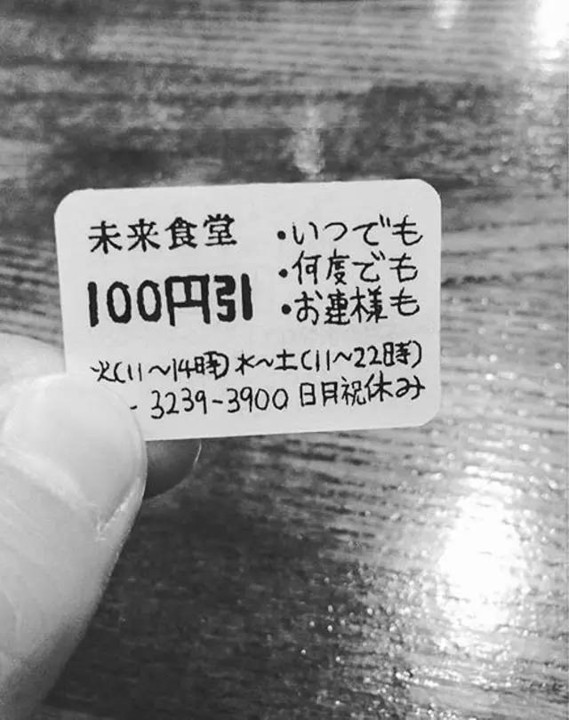 未来食堂
100円引
・いつでも
・何度でも
・お連様も
火(11〜14時)水〜土(11〜22時)
- 3239-3900 日月祝休み